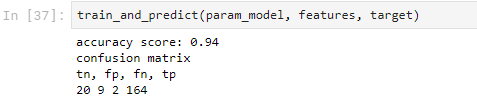 In [37]: train_and_predict(param_model, features, target)
accuracy score: 0.94
confusion matrix
tn, fp, fn, tp
20 9 2 164